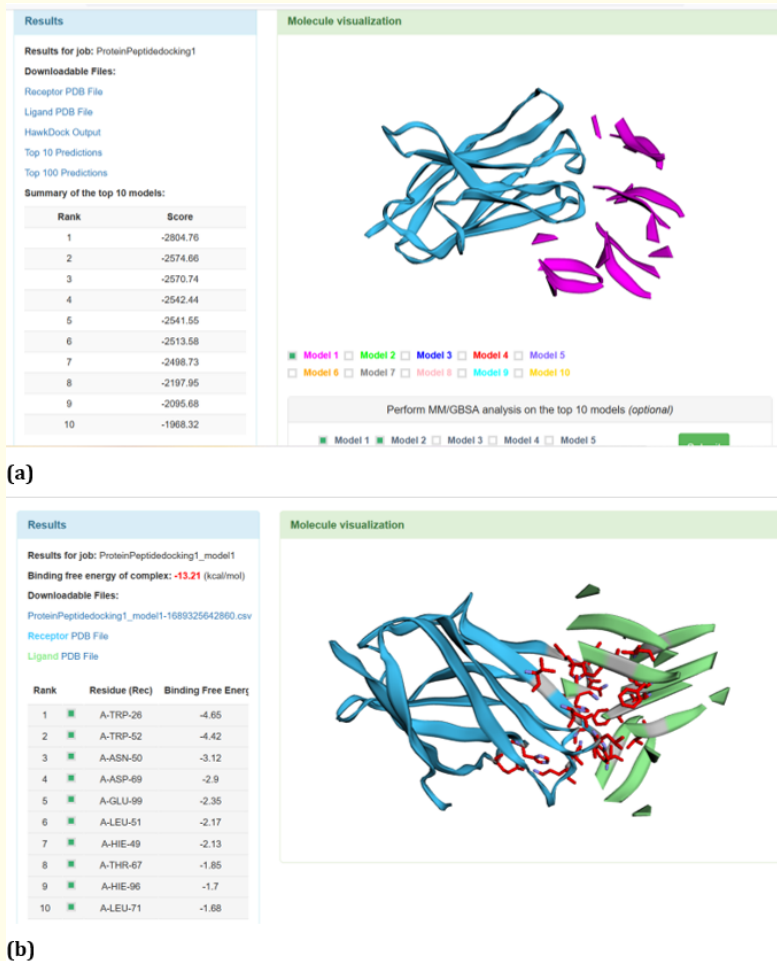 Results
Results for job: ProteinPeptidedocking1
Downloadable Files:
Receptor PDB File
Ligand PDB File
HawkDock Output
Top 10 Predictions
Top 100 Predictions
Summary of the top 10 models:
Rank Score
1 -2804.76
2 -2574.66
3 -2570.74
4 -2542.44
5 -2541.55
6 -2513.58
7 -2498.73
8 -2197.95
9 -2095.68
10 -1968.32
Molecule visualization
Model 1 Model 2 Model 3 Model 4 Model 5
Model 6 Model 7 Model 8 Model 9 Model 10
Perform MM/GBSA analysis on the top 10 models (optional)
Model 1 Model 2 Model 3 Model 4 Model 5
(a)
Results
Results for job: ProteinPeptidedocking1_model1
Binding free energy of complex: -13.21 (kcal/mol)
Downloadable Files:
ProteinPeptidedocking1_model1-1689325642860.csv
Receptor PDB File
Ligand PDB File
Rank Residue (Rec) Binding Free Energ
1 A-TRP-26 -4.65
2 A-TRP-52 -4.42
3 A-ASN-50 -3.12
4 A-ASP-69 -2.9
5 A-GLU-99 -2.35
6 A-LEU-51 -2.17
7 A-HIE-49 -2.13
8 A-THR-67 -1.85
9 A-HIE-96 -1.7
10 A-LEU-71 -1.68
Molecule visualization
(b)